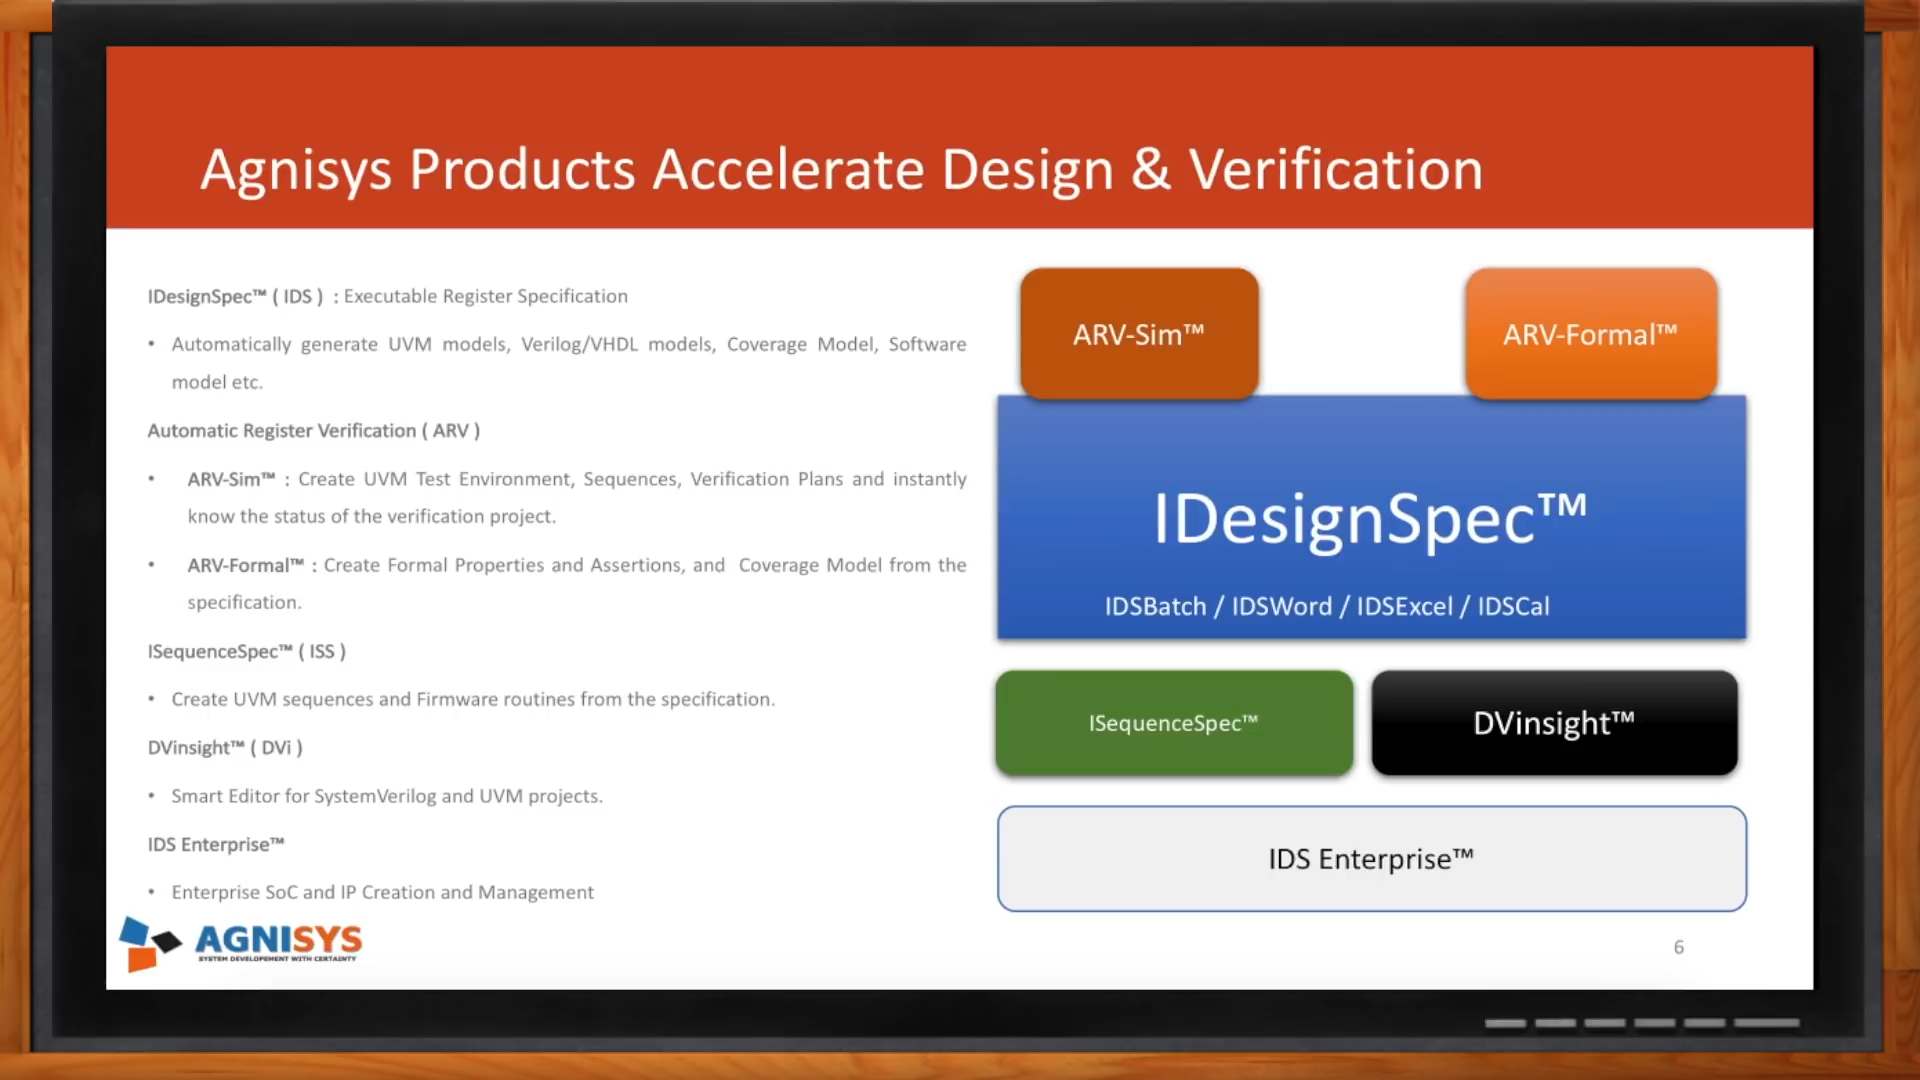 Agnisys Products Accelerate Design & Verification
IDesignSpec™ ( IDS )  : Executable Register Specification
• Automatically generate UVM models, Verilog/VHDL models, Coverage Model, Software
model etc.
Automatic Register Verification ( ARV )
• ARV-Sim™ : Create UVM Test Environment, Sequences, Verification Plans and instantly
know the status of the verification project.
• ARV-Formal™ : Create Formal Properties and Assertions, and  Coverage Model from the
specification.
ISequenceSpec™ ( ISS )
• Create UVM sequences and Firmware routines from the specification.
DVinsight™ ( DVi )
• Smart Editor for SystemVerilog and UVM projects.
IDS Enterprise™
• Enterprise SoC and IP Creation and Management
ARV-Sim™
ARV-Formal™
IDesignSpec™
IDSBatch / IDSWord / IDSExcel / IDSCal
ISequenceSpec™
DVinsight™
IDS Enterprise™
AGNISYS
SYSTEM DEVELOPEMENT WITH CERTAINTY
6